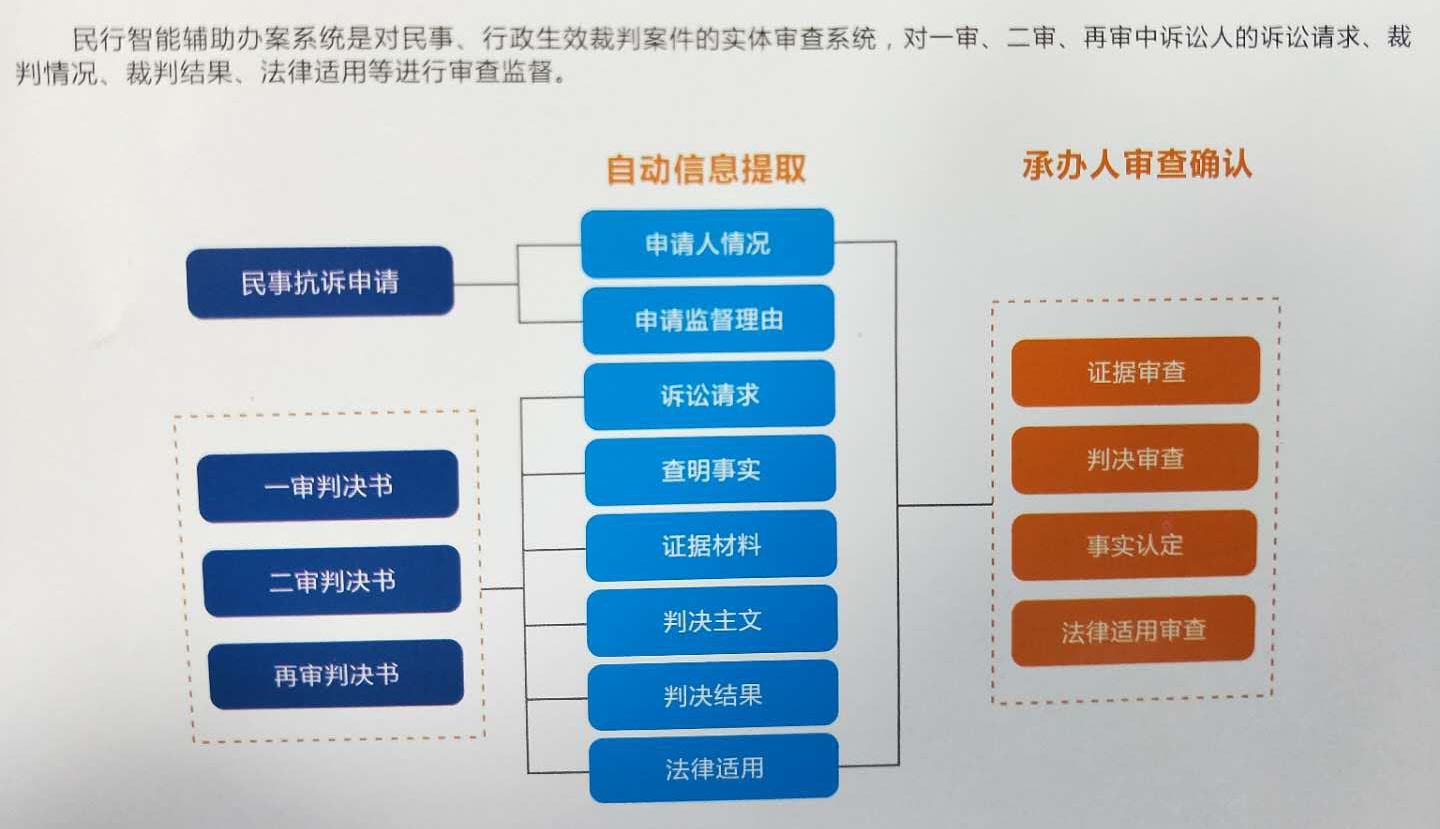 民行智能辅助办案系统是对民事、行政生效裁判案件的实体审查系统，对一审、二审、再审中诉讼人的诉讼请求、裁
判情况、裁判结果、法律适用等进行审查监督。
自动信息提取
承办人审查确认
民事抗诉申请
一审判决书
二审判决书
再审判决书
申请人情况
申请监督理由
诉讼请求
查明事实
证据材料
判决主文
判决结果
法律适用
证据审查
判决审查
事实认定
法律适用审查